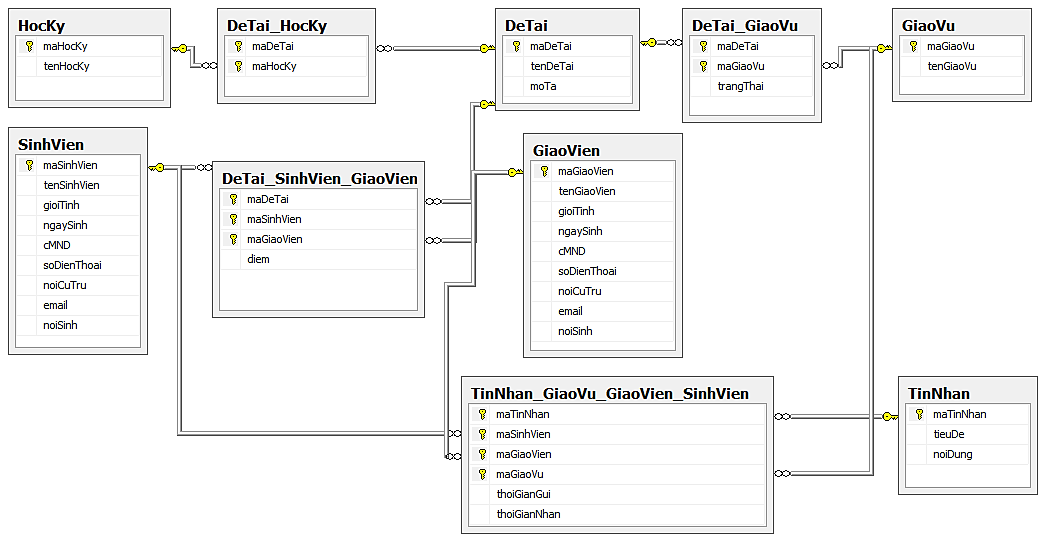 HocKy
maHocKy
tenHocKy
DeTai_HocKy
maDeTai
maHocKy
DeTai
maDeTai
tenDeTai
moTa
DeTai_GiaoVu
maDeTai
maGiaoVu
trangThai
GiaoVu
maGiaoVu
tenGiaoVu
SinhVien
maSinhVien
tenSinhVien
gioiTinh
ngaySinh
cMND
soDienThoai
noiCuTru
email
noiSinh
DeTai_SinhVien_GiaoVien
maDeTai
maSinhVien
maGiaoVien
diem
GiaoVien
maGiaoVien
tenGiaoVien
gioiTinh
ngaySinh
cMND
soDienThoai
noiCuTru
email
noiSinh
TinNhan_GiaoVu_GiaoVien_SinhVien
maTinNhan
maSinhVien
maGiaoVien
maGiaoVu
thoiGianGui
thoiGianNhan
TinNhan
maTinNhan
tieuDe
noiDung